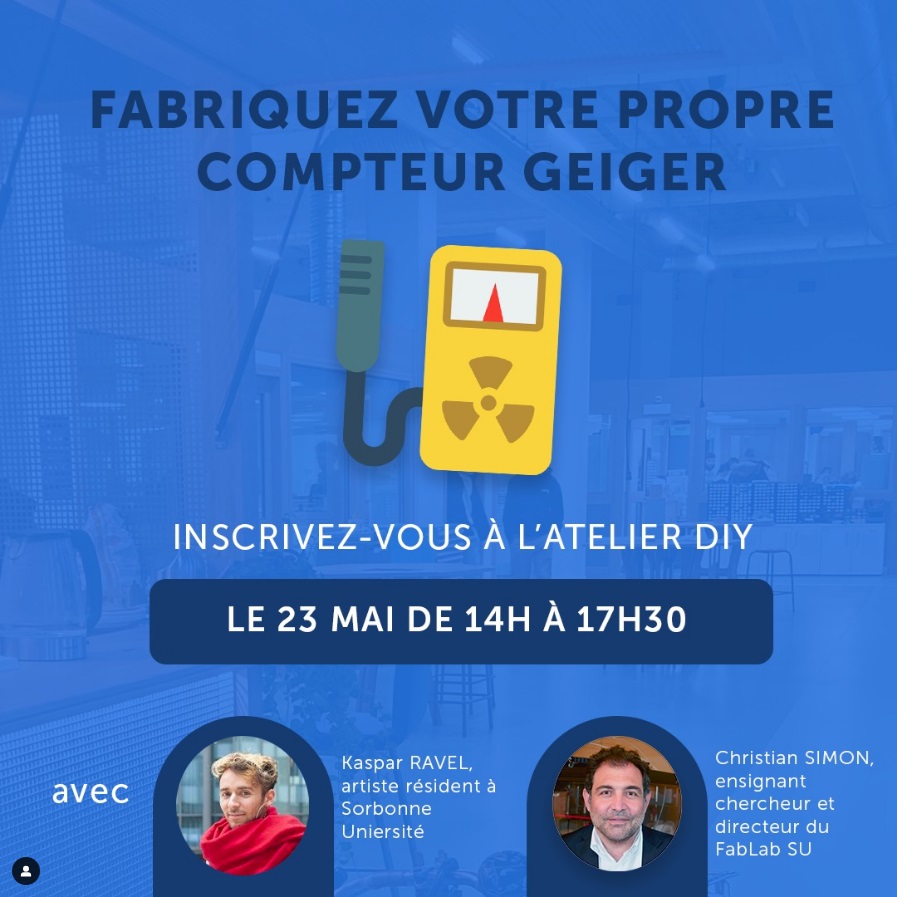 FABRIQUEZ VOTRE PROPRE
COMPTEUR GEIGER
INSCRIVEZ-VOUS À L’ATELIER DIY
LE 23 MAI DE 14H À 17H30
avec
Kaspar RAVEL,
artiste résident à
Sorbonne
Uniersité
Christian SIMON,
ensignant
chercheur et
directeur du
FabLab SU